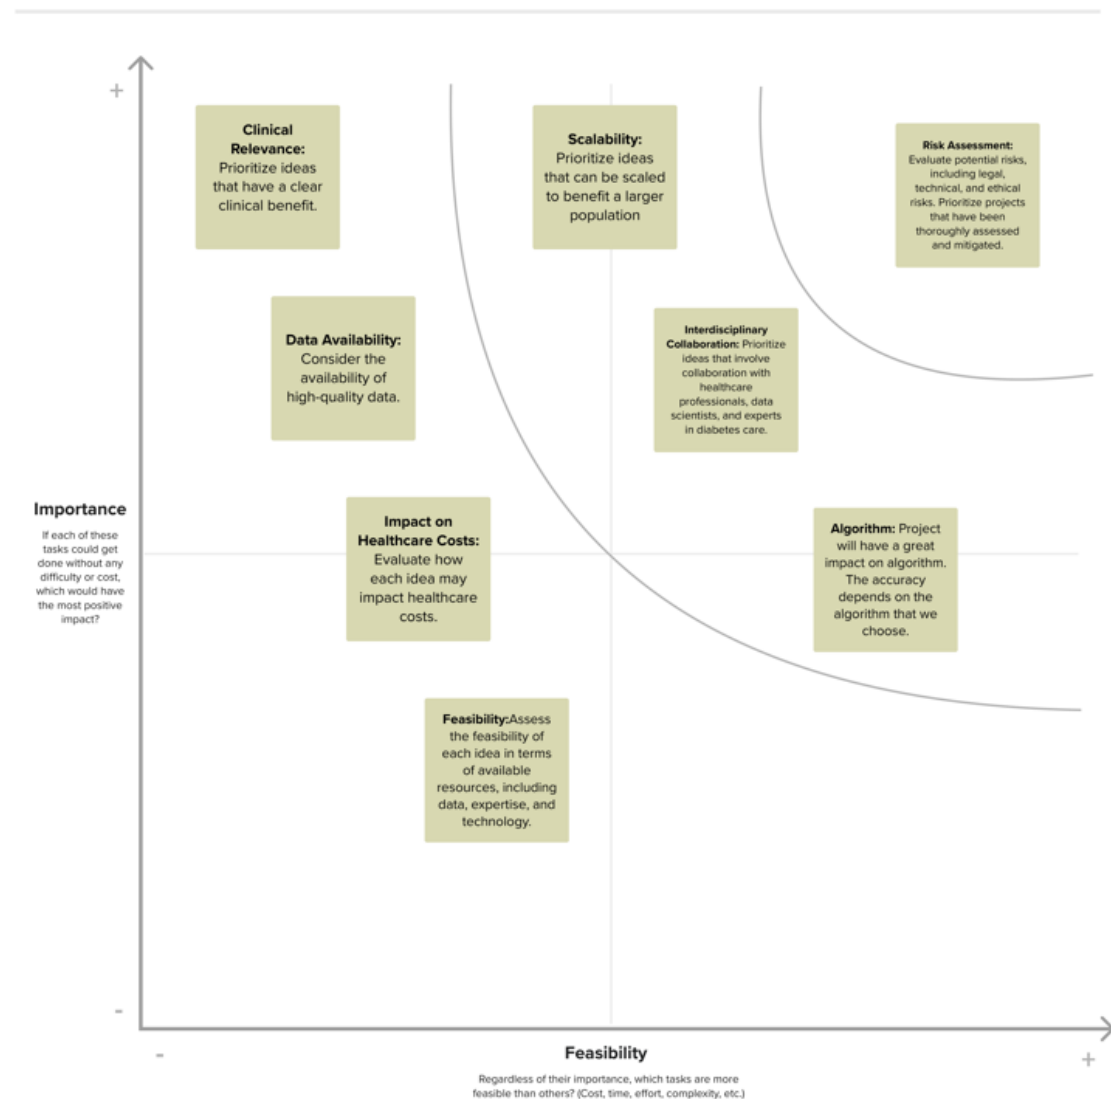 +
Clinical
Relevance:
Prioritize ideas
that have a clear
clinical benefit.
Scalability:
Prioritize ideas
that can be scaled
to benefit a larger
population
Risk Assessment:
Evaluate potential risks,
including legal,
technical, and ethical
risks. Prioritize projects
that have been
thoroughly assessed
and mitigated.
Data Availability:
Consider the
availability of
high-quality data.
Interdisciplinary
Collaboration: Prioritize
ideas that involve
collaboration with
healthcare
professionals, data
scientists, and experts
in diabetes care.
Importance
If each of these
tasks could get
done without any
difficulty or cost,
which would have
the most positive
impact?
Impact on
Healthcare Costs:
Evaluate how
each idea may
impact healthcare
costs.
Algorithm: Project
will have a great
impact on algorithm.
The accuracy
depends on the
algorithm that we
choose.
Feasibility:Assess
the feasibility of
each idea in terms
of available
resources, including
data, expertise, and
technology.
-
-
Feasibility
+
Regardless of their importance, which tasks are more
feasible than others? (Cost, time, effort, complexity, etc.)